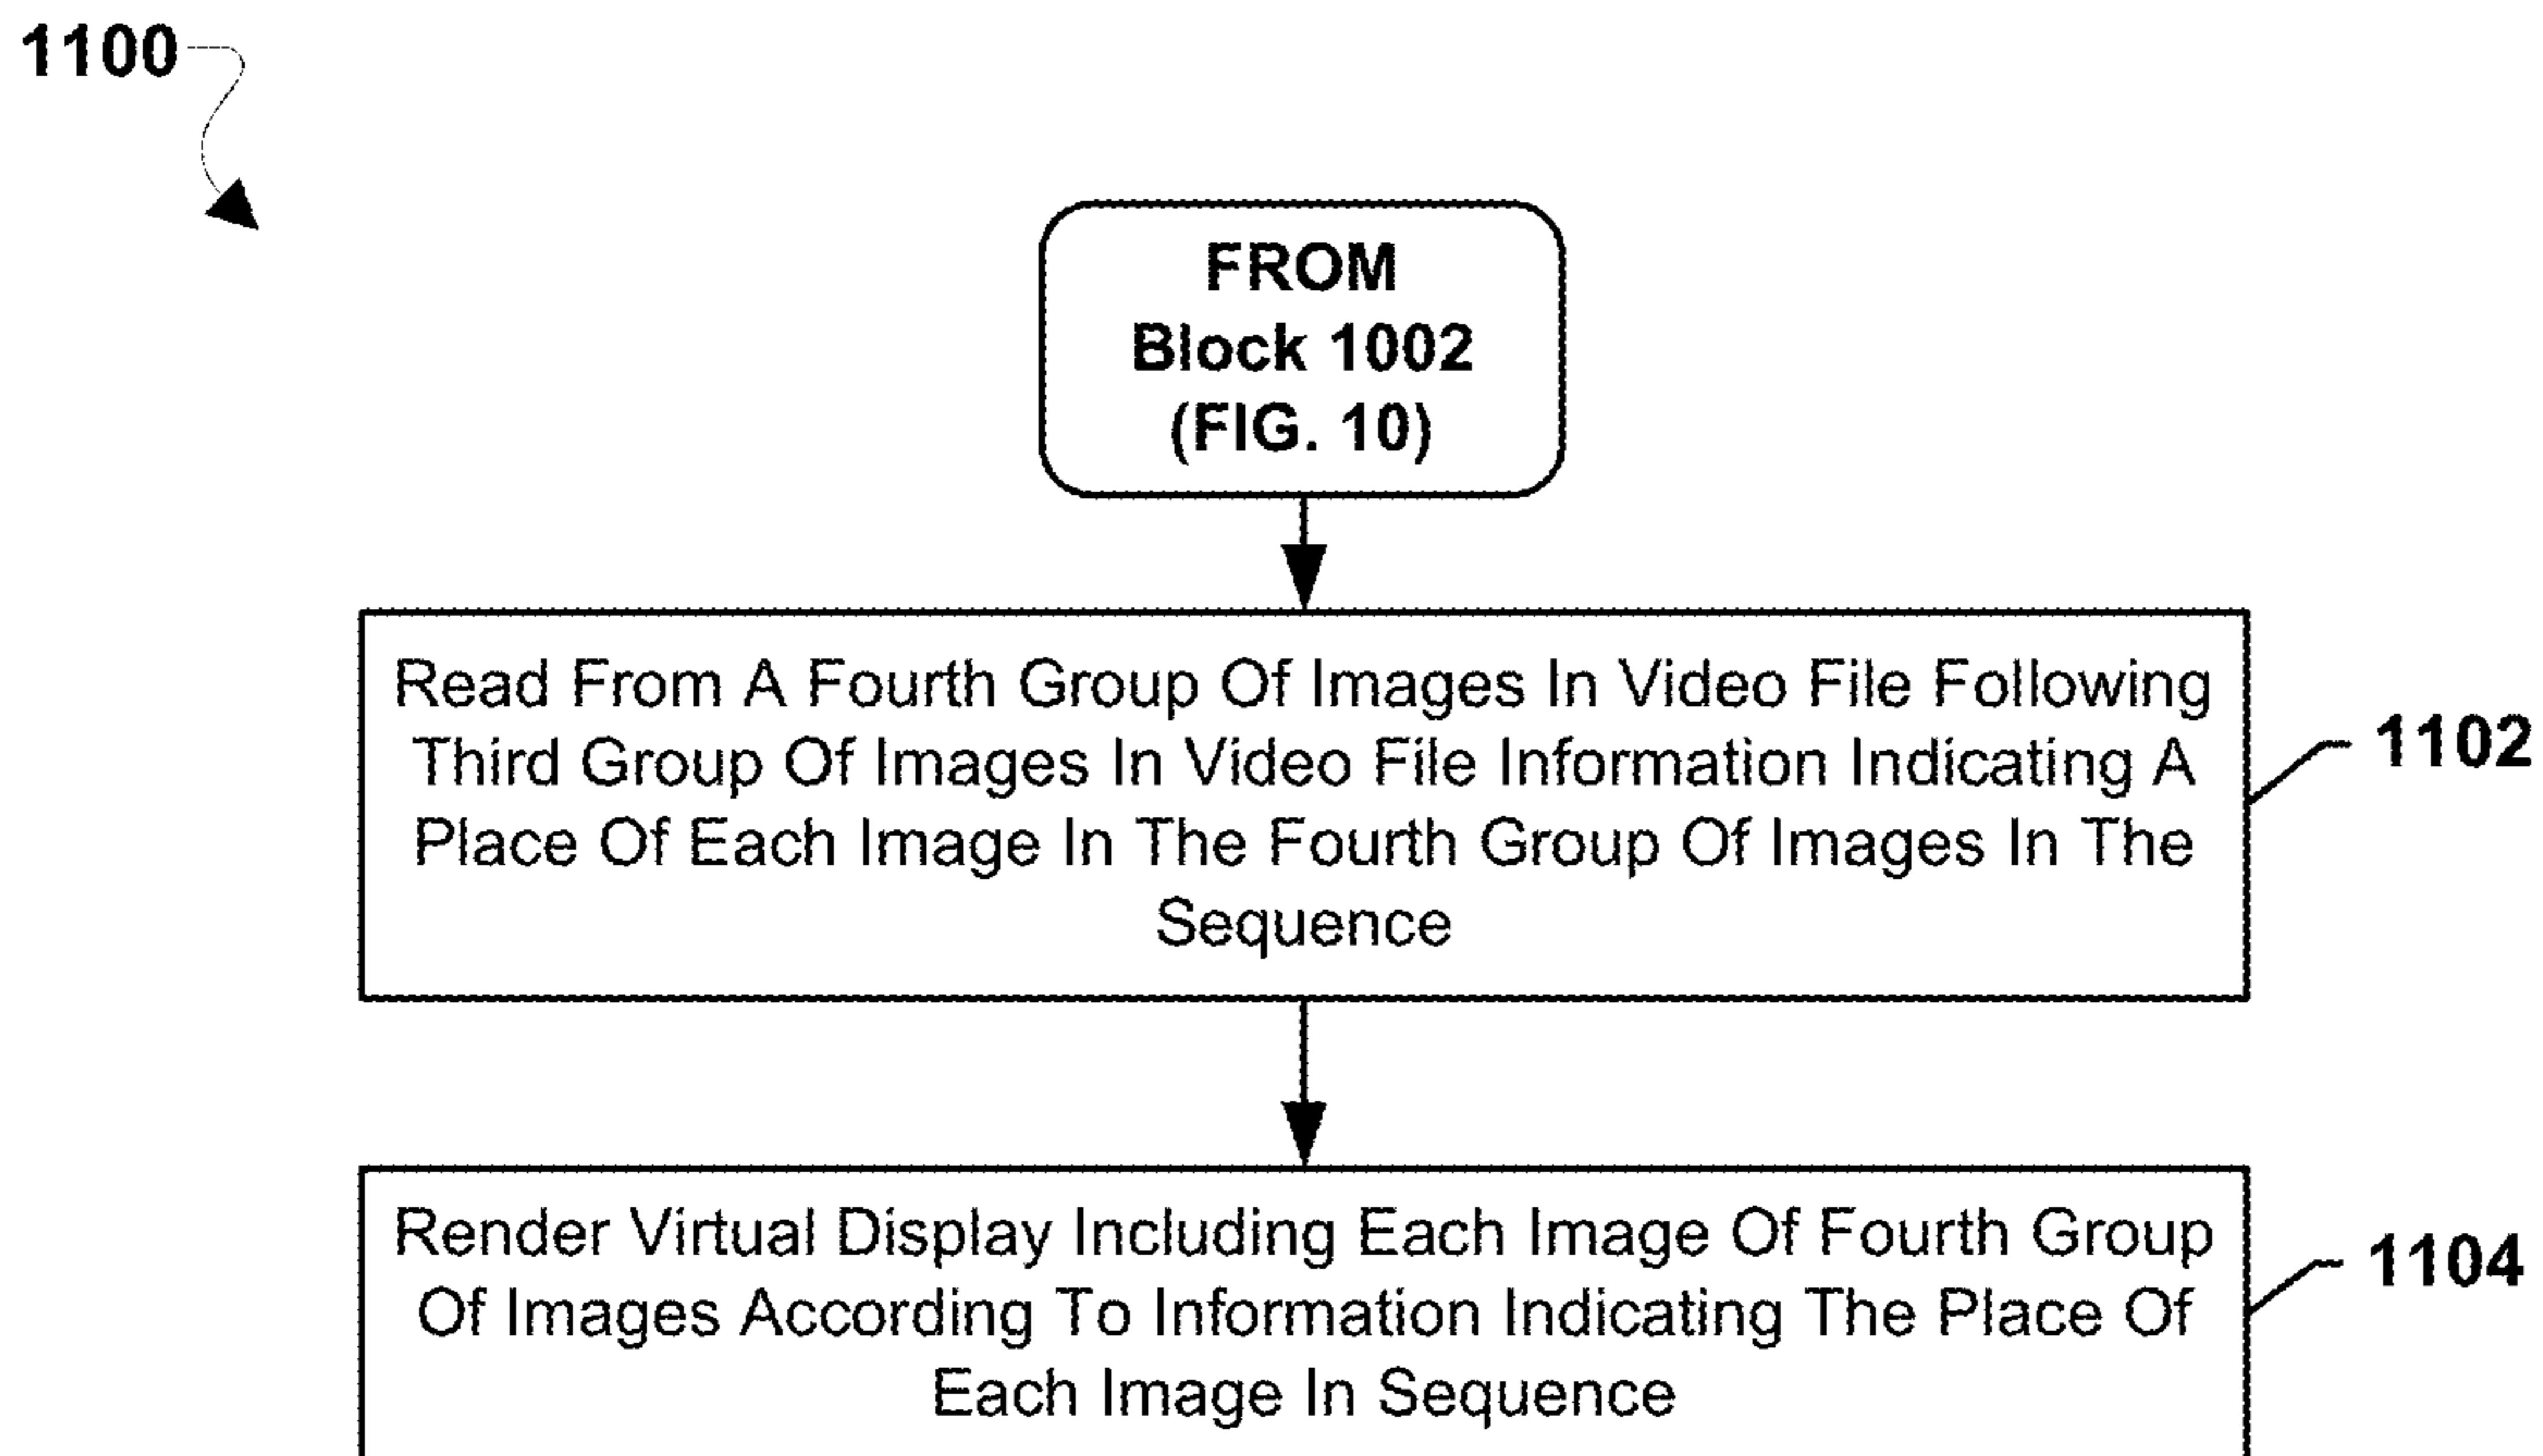 1100
FROM
Block 1002
(FIG. 10)
Read From A Fourth Group Of Images In Video File Following
Third Group Of Images In Video File Information Indicating A
Place Of Each Image In The Fourth Group Of Images In The
Sequence
1102
Render Virtual Display Including Each Image Of Fourth Group
Of Images According To Information Indicating The Place Of
Each Image In Sequence
1104